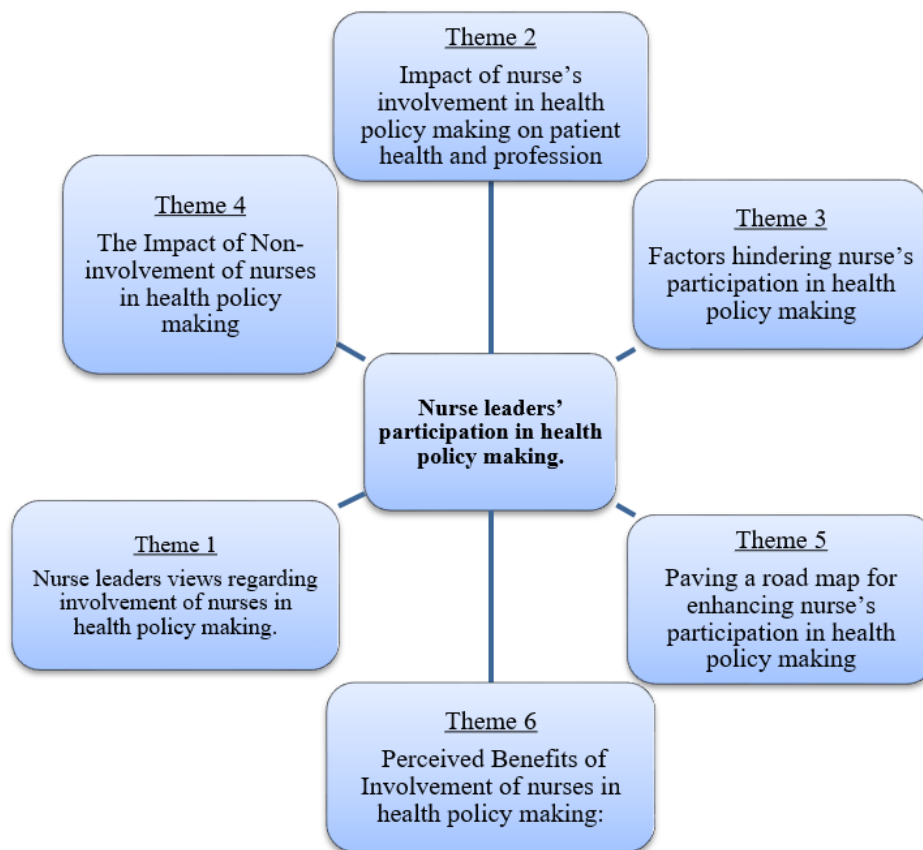 Theme 2
Impact of nurse’s
involvement in health
policy making on patient
health and profession
Theme 4
The Impact of Non-
involvement of nurses
in health policy
making
Theme 3
Factors hindering nurse’s
participation in health
policy making
Nurse leaders’
participation in health
policy making.
Theme 1
Nurse leaders views regarding
involvement of nurses in
health policy making.
Theme 5
Paving a road map for
enhancing nurse’s
participation in health
policy making
Theme 6
Perceived Benefits of
Involvement of nurses in
health policy making: